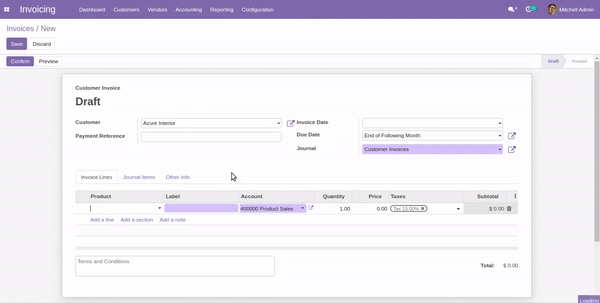 Invoicing Dashboard Customers Vendors Accounting Reporting Configuration Mitchell Admin
Invoices / New
Save Discard
Confirm Preview Draft Posted
Customer Invoice
Draft
Customer Azure Interior Invoice Date
Payment Reference Due Date End of Following Month
Journal Customer Invoices
Invoice Lines Journal Items Other Info
Product Label Account Quantity Price Taxes Subtotal
400000 Product Sales 1.00 0.00 Tax 15.00% $ 0.00
Add a line Add a section Add a note
Terms and Conditions
Total: $ 0.00
Loading